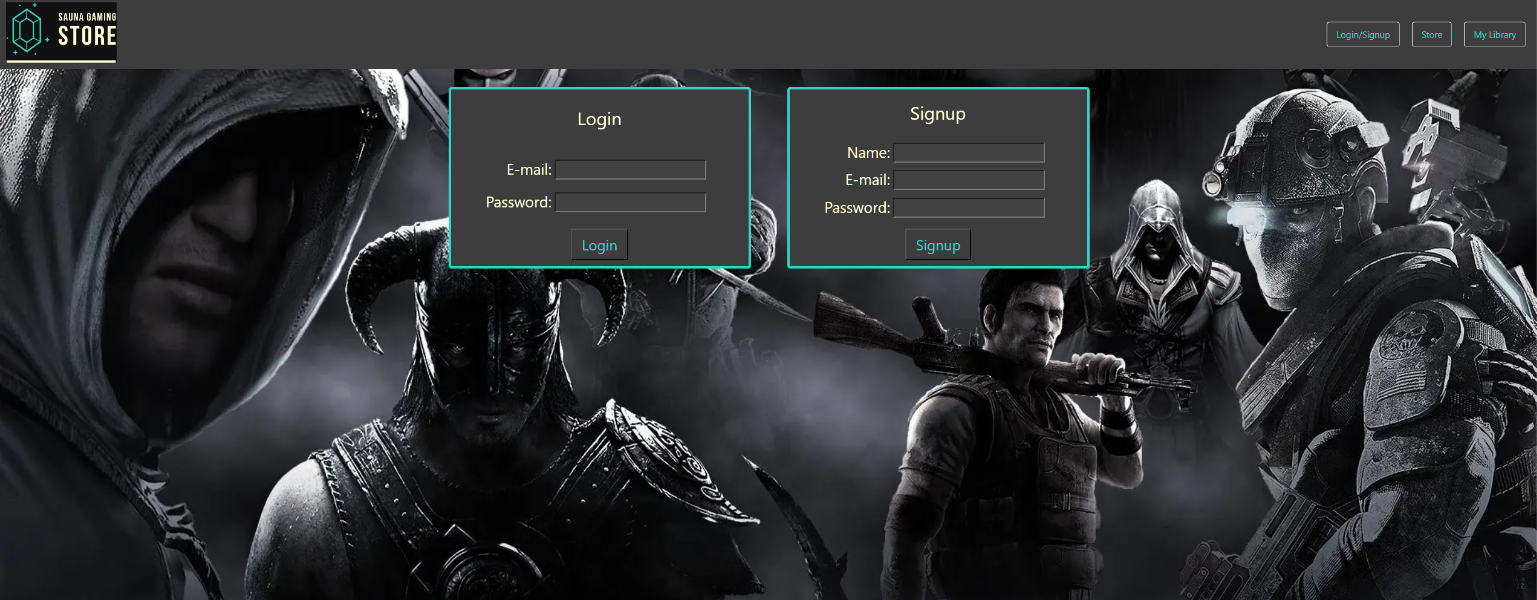 SAUNA GAMING
STORE
Login/Signup
Store
My Library
Login
E-mail:
Password:
Login
Signup
Name:
E-mail:
Password:
Signup